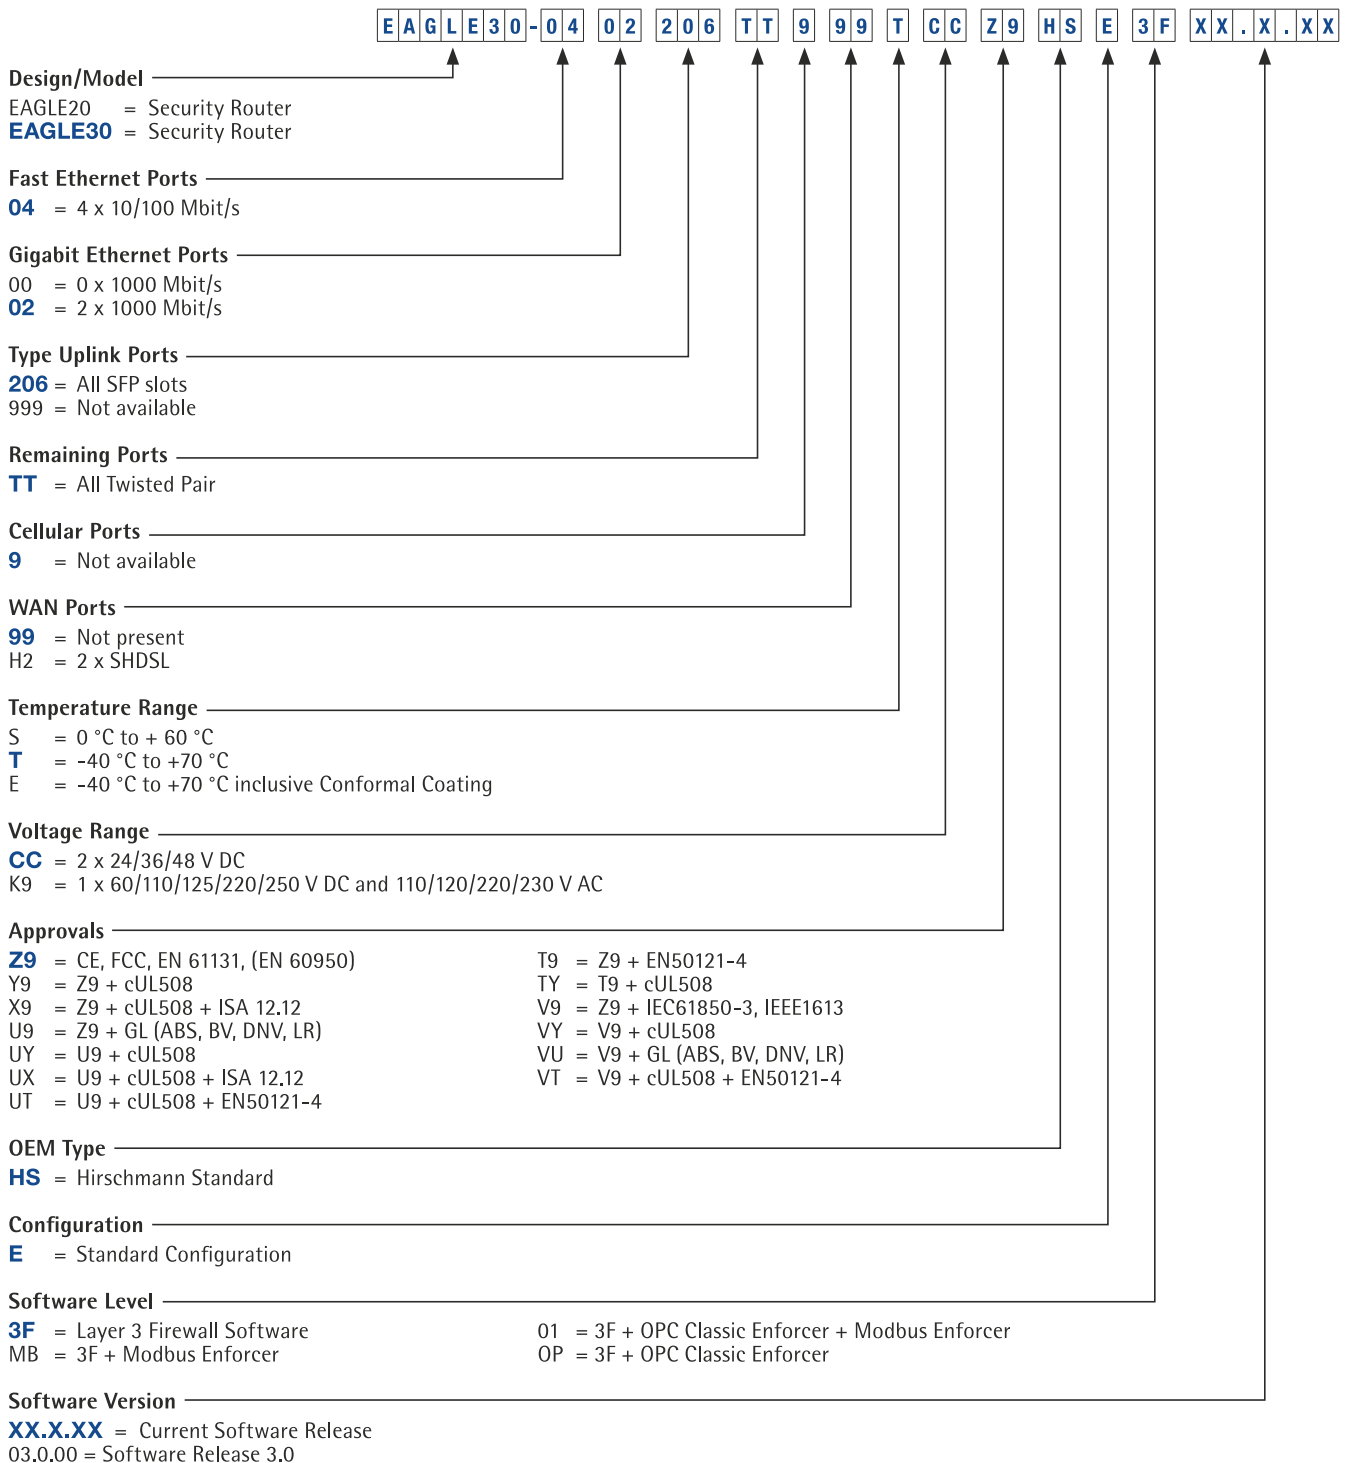 EAGLE30-04 02 206 TT 9 99 T CC Z9 HS E 3F XX.X.XX
Design/Model
EAGLE20 = Security Router
EAGLE30 = Security Router
Fast Ethernet Ports
04 = 4 x 10/100 Mbit/s
Gigabit Ethernet Ports
00 = 0 x 1000 Mbit/s
02 = 2 x 1000 Mbit/s
Type Uplink Ports
206 = All SFP slots
999 = Not available
Remaining Ports
TT = All Twisted Pair
Cellular Ports
9 = Not available
WAN Ports
99 = Not present
H2 = 2 x SHDSL
Temperature Range
S = 0 °C to + 60 °C
T = -40 °C to +70 °C
E = -40 °C to +70 °C inclusive Conformal Coating
Voltage Range
CC = 2 x 24/36/48 V DC
K9 = 1 x 60/110/125/220/250 V DC and 110/120/220/230 V AC
Approvals
Z9 = CE, FCC, EN 61131, (EN 60950)
Y9 = Z9 + cUL508
X9 = Z9 + cUL508 + ISA 12.12
U9 = Z9 + GL (ABS, BV, DNV, LR)
UY = U9 + cUL508
UX = U9 + cUL508 + ISA 12.12
UT = U9 + cUL508 + EN50121-4
T9 = Z9 + EN50121-4
TY = T9 + cUL508
V9 = Z9 + IEC61850-3, IEEE1613
VY = V9 + cUL508
VU = V9 + GL (ABS, BV, DNV, LR)
VT = V9 + cUL508 + EN50121-4
OEM Type
HS = Hirschmann Standard
Configuration
E = Standard Configuration
Software Level
3F = Layer 3 Firewall Software
MB = 3F + Modbus Enforcer
01 = 3F + OPC Classic Enforcer + Modbus Enforcer
OP = 3F + OPC Classic Enforcer
Software Version
XX.X.XX = Current Software Release
03.0.00 = Software Release 3.0